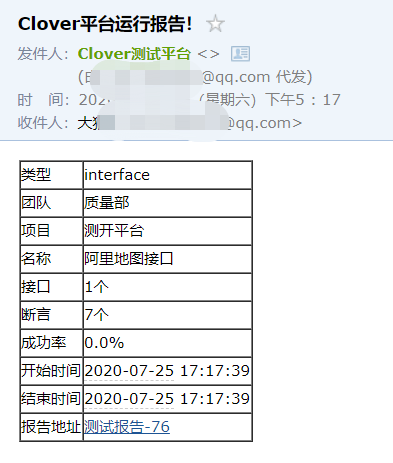 Clover平台运行报告!
发件人：Clover测试平台 <>
@qq.com 代发)
时 间：202 (星期六) 下午5：17
收件人：大 @qq.com>
类型 interface
团队 质量部
项目 测开平台
名称 阿里地图接口
接口 1个
断言 7个
成功率 0.0%
开始时间 2020-07-25 17:17:39
结束时间 2020-07-25 17:17:39
报告地址 测试报告-76